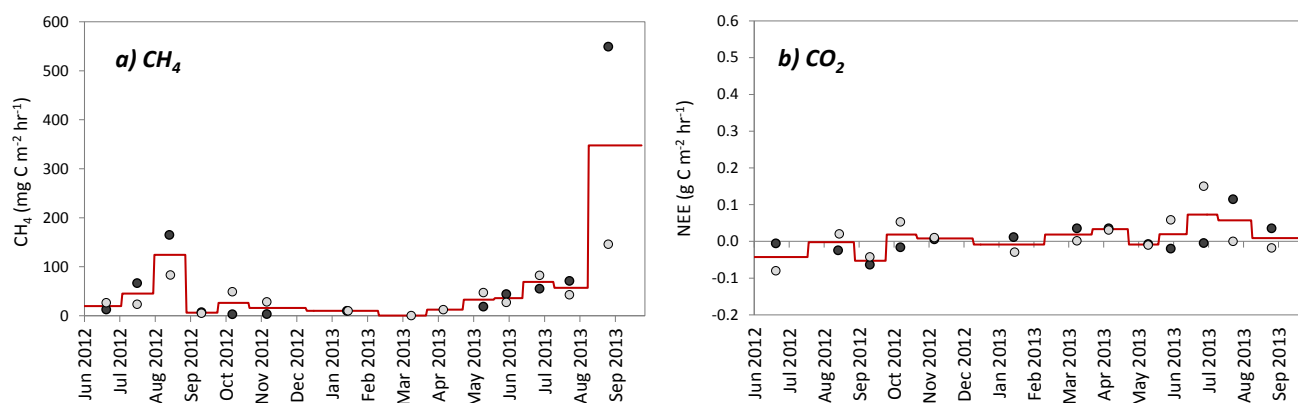 a) CH4
CH4 (mg C m-2 hr-1)
600
500
400
300
200
100
0
Jun 2012
Jul 2012
Aug 2012
Sep 2012
Oct 2012
Nov 2012
Dec 2012
Jan 2013
Feb 2013
Mar 2013
Apr 2013
May 2013
Jun 2013
Jul 2013
Aug 2013
Sep 2013
b) CO2
NEE (g C m-2 hr-1)
0.6
0.5
0.4
0.3
0.2
0.1
0.0
-0.1
-0.2
Jun 2012
Jul 2012
Aug 2012
Sep 2012
Oct 2012
Nov 2012
Dec 2012
Jan 2013
Feb 2013
Mar 2013
Apr 2013
May 2013
Jun 2013
Jul 2013
Aug 2013
Sep 2013